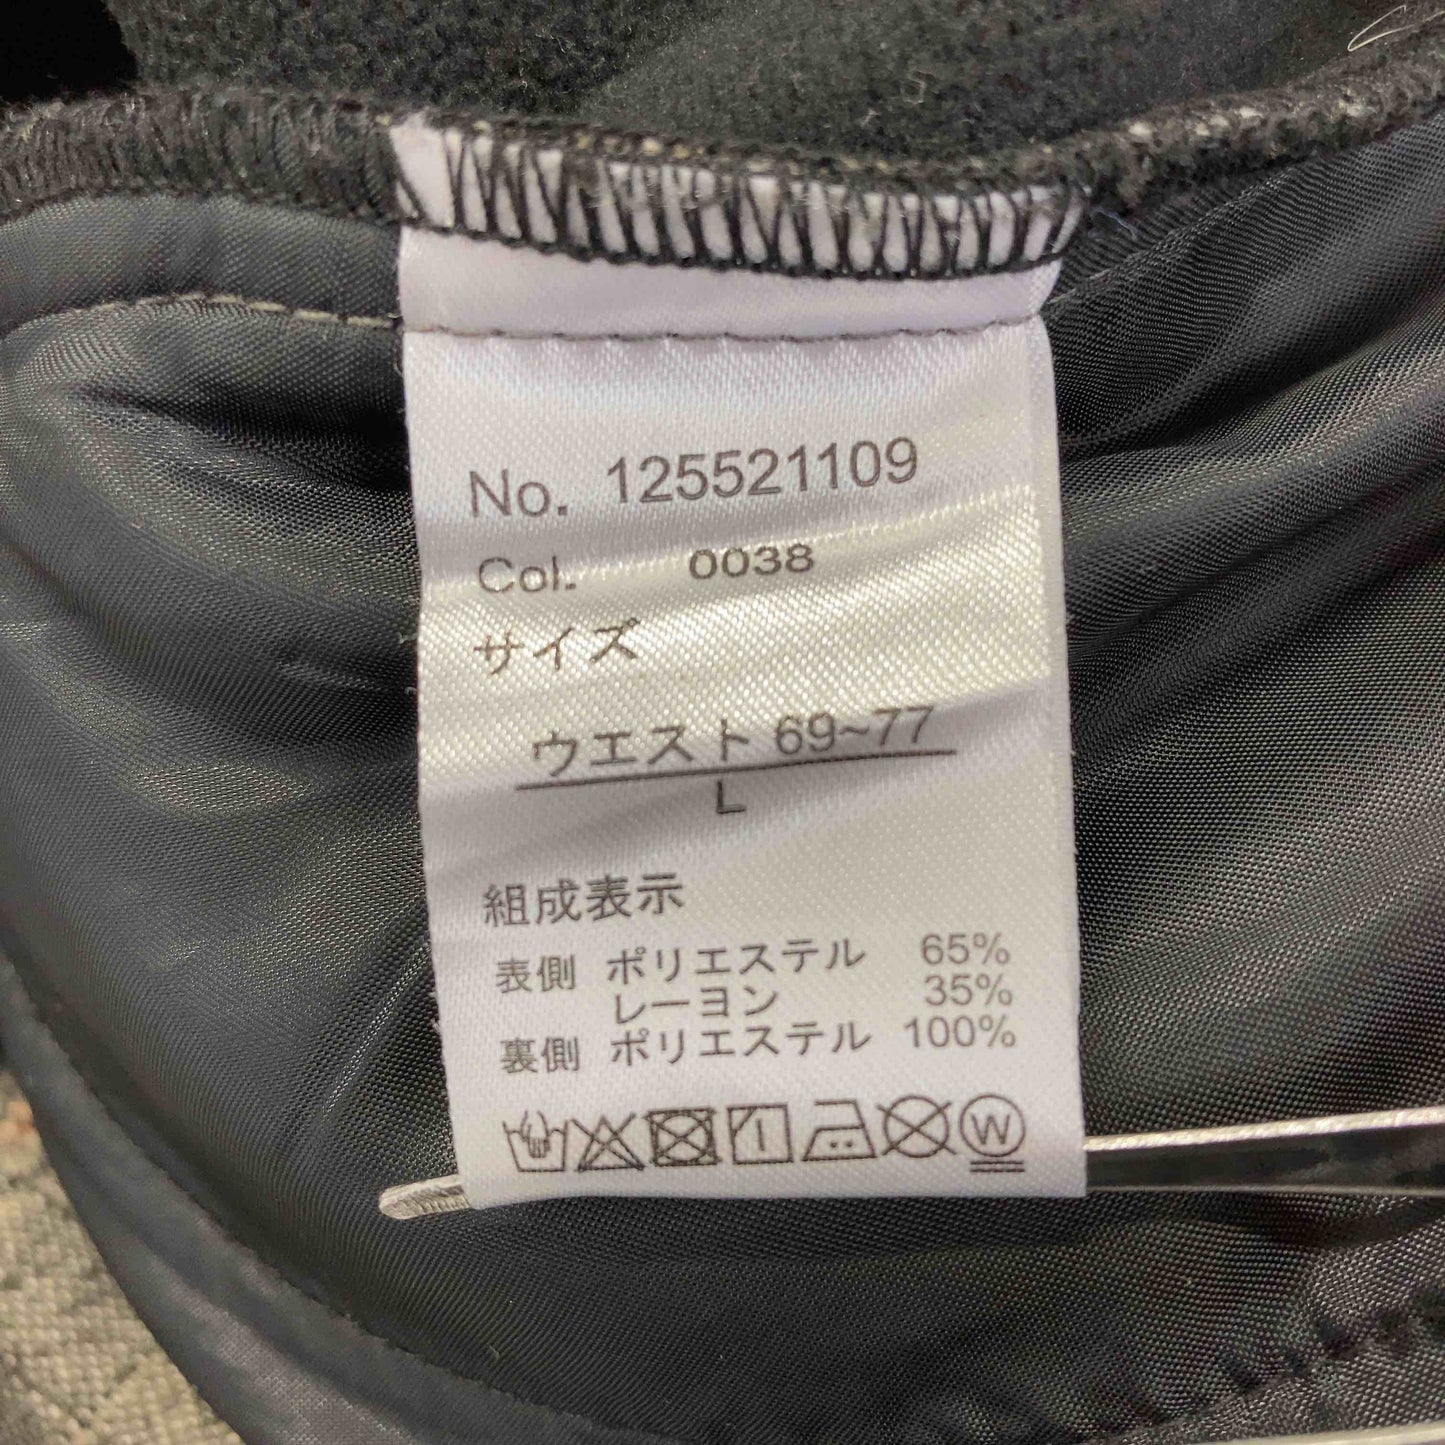 No. 125521109
Col. 0038
サイズ
ウエスト 69~77
L
組成表示
表側 ポリエステル 65%
レーヨン 35%
裏側 ポリエステル 100%
W